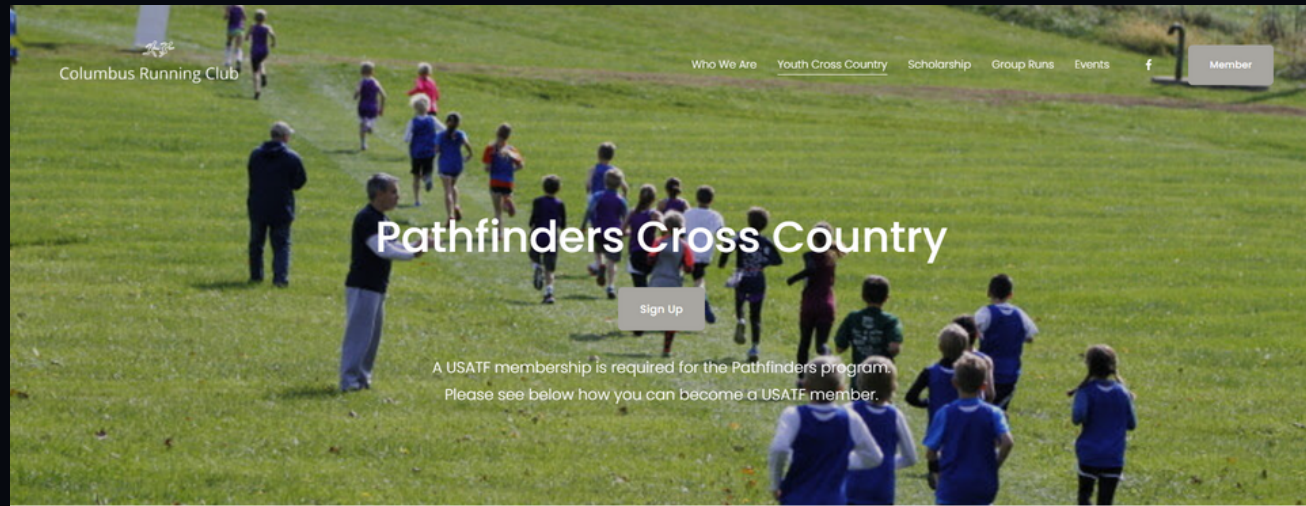 Columbus Running Club
Who We Are Youth Cross Country Scholarship Group Runs Events f Member
Pathfinders Cross Country
Sign Up
A USATF membership is required for the Pathfinders program.
Please see below how you can become a USATF member.